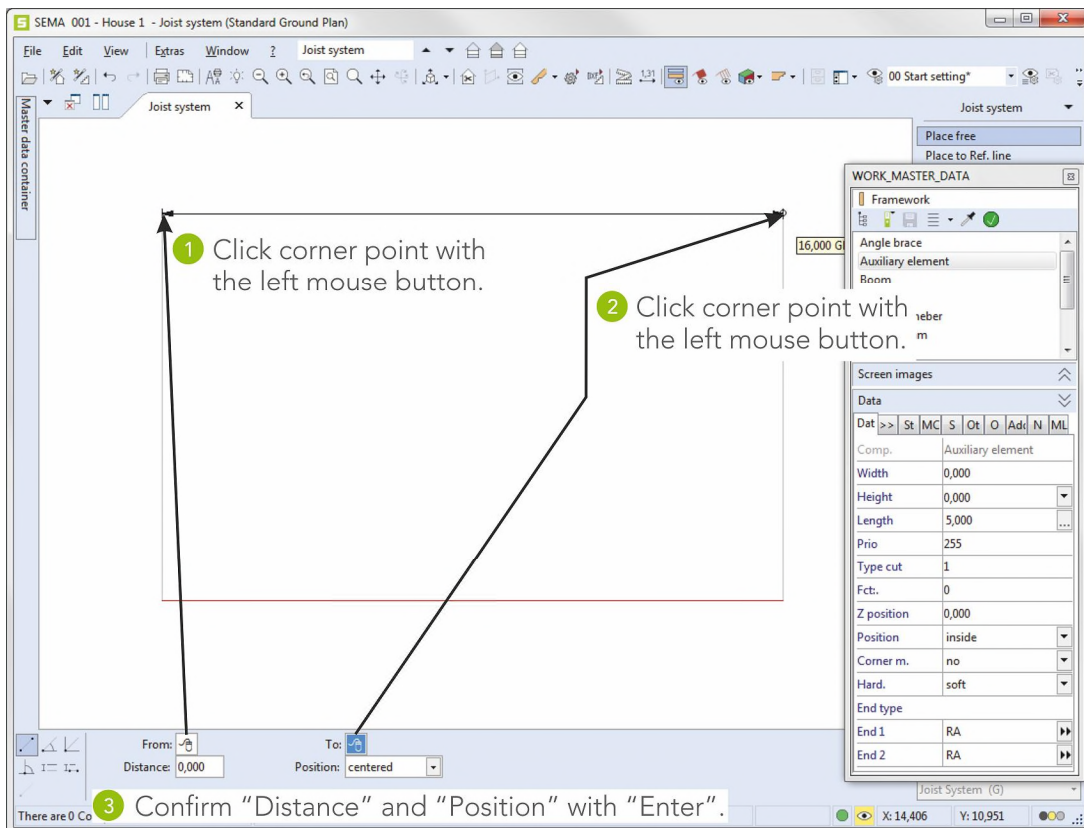 SEMA 001 - House 1 - Joist system (Standard Ground Plan)
File Edit View Extras Window ? Joist system
00 Start setting*
Master data container
Joist system
Joist system
Place free
Place to Ref. line
WORK_MASTER_DATA
Framework
Angle brace
Auxiliary element
Boom
Screen images
Data
Dat >> St MC S Ot O Add N ML
Comp. Auxiliary element
Width 0,000
Height 0,000
Length 5,000
Prio 255
Type cut 1
Fct:. 0
Z position 0,000
Position inside
Corner m. no
Hard. soft
End type
End 1 RA
End 2 RA
16,000
1 Click corner point with
the left mouse button.
2 Click corner point with
the left mouse button.
From:
To:
Distance: 0,000
Position: centered
3 Confirm “Distance” and “Position” with “Enter”.
Joist System (G)
There are 0
X: 14,406 Y: 10,951